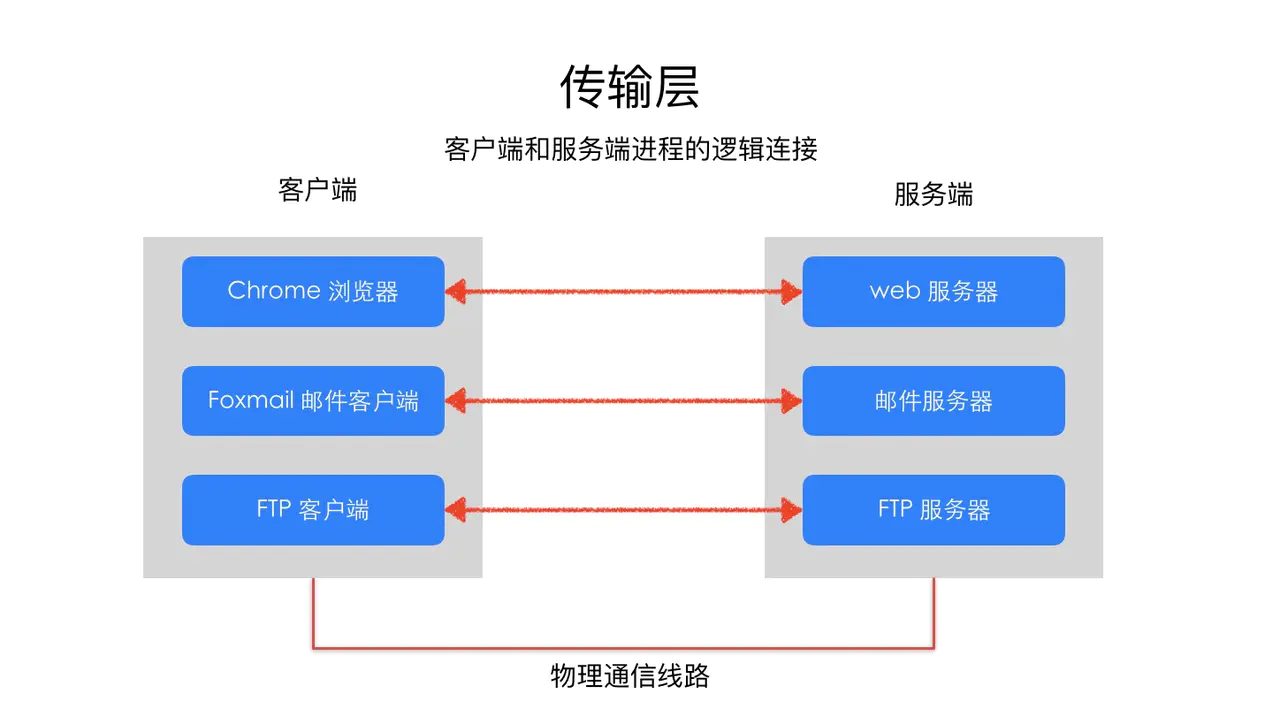 传输层
客户端和服务端进程的逻辑连接
客户端
服务端
Chrome 浏览器
web 服务器
Foxmail 邮件客户端
邮件服务器
FTP 客户端
FTP 服务器
物理通信线路